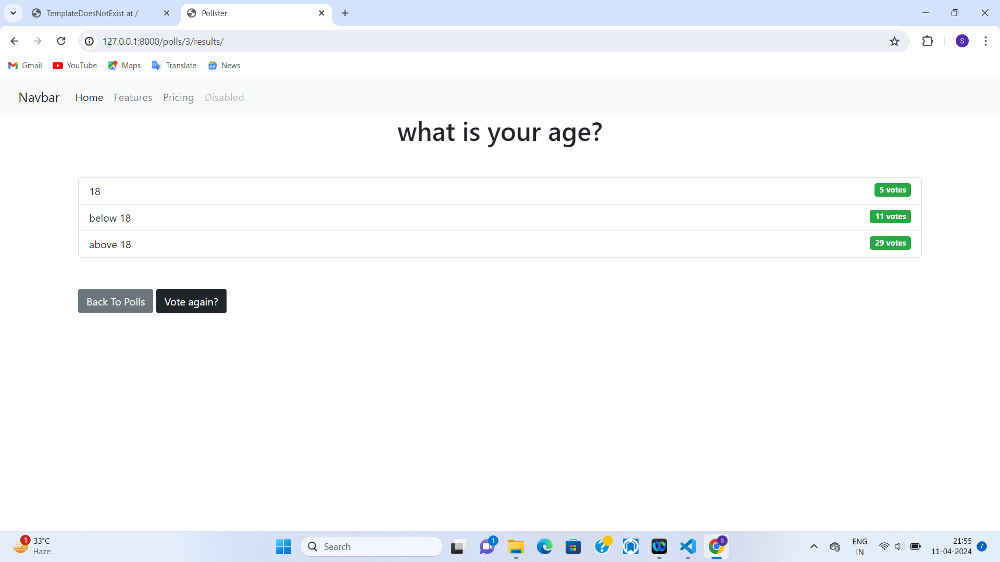 TemplateDoesNotExist at /
Pollster
127.0.0.1:8000/polls/3/results/
S
Gmail
YouTube
Maps
Translate
News
Navbar Home Features Pricing Disabled
what is your age?
18 5 votes
below 18 11 votes
above 18 29 votes
Back To Polls Vote again?
1
33°C
Haze
Search
1
S
ENG
IN
21:55
11-04-2024
7